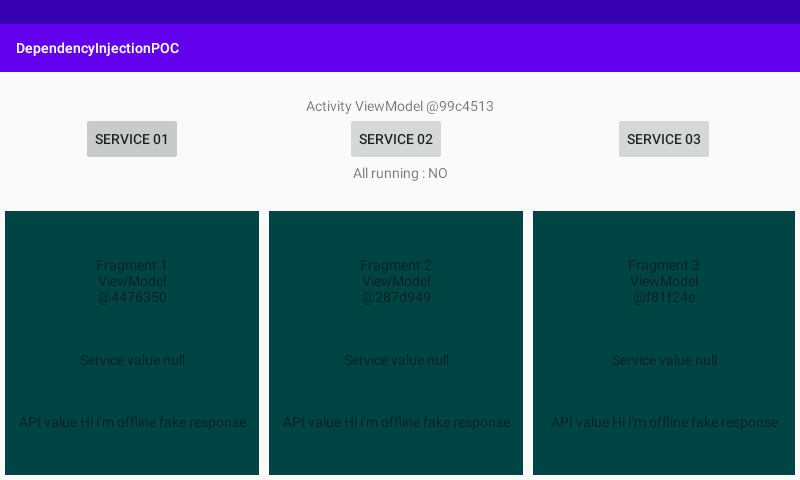 DependencyInjectionPOC
Activity ViewModel @99c4513
SERVICE 01
SERVICE 02
SERVICE 03
All running : NO
Fragment 1
ViewModel
@4476350
Service value null
API value Hi I'm offline fake response
Fragment 2
ViewModel
@287d949
Service value null
API value Hi I'm offline fake response
Fragment 3
ViewModel
@f81f24e
Service value null
API value Hi I'm offline fake response